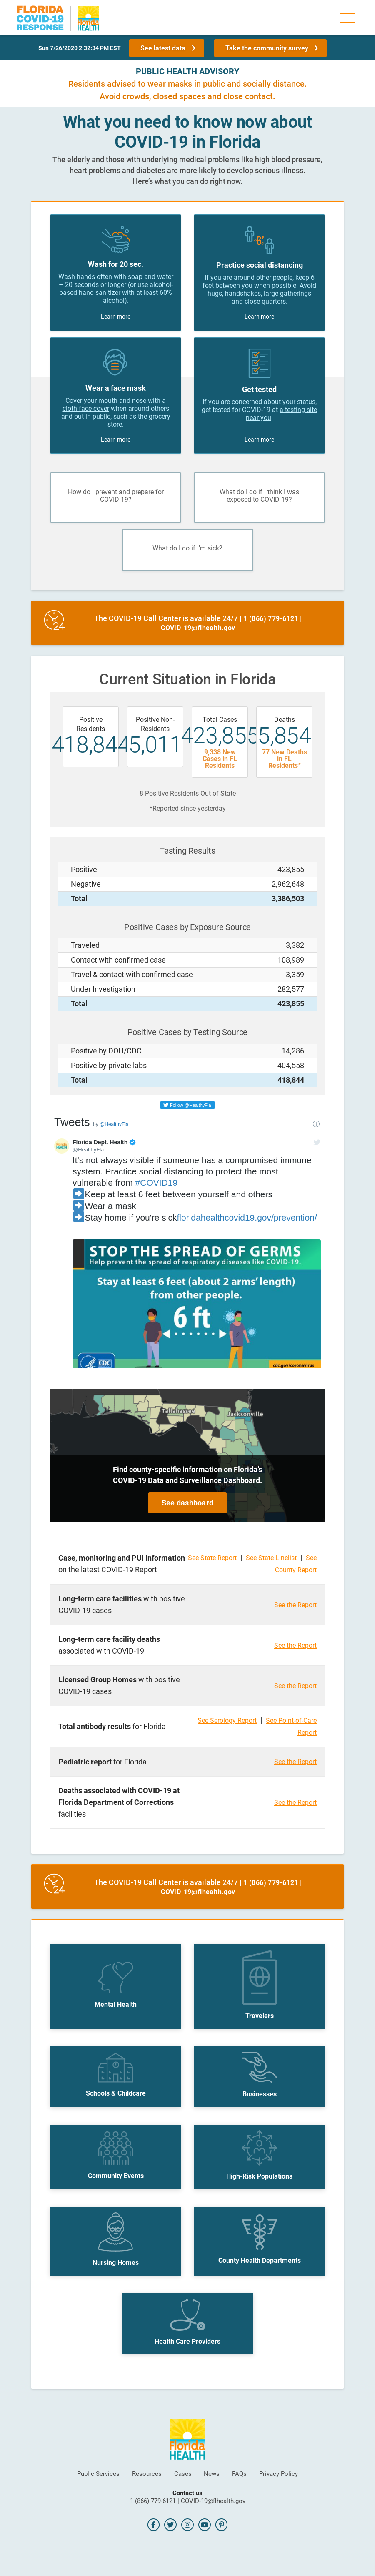 FLORIDA
COVID-19
RESPONSE
Florida
HEALTH
Sun 7/26/2020 2:32:34 PM EST
See latest data
Take the community survey
PUBLIC HEALTH ADVISORY
Residents advised to wear masks in public and socially distance.
Avoid crowds, closed spaces and close contact.
What you need to know now about
COVID-19 in Florida
The elderly and those with underlying medical problems like high blood pressure,
heart problems and diabetes are more likely to develop serious illness.
Here's what you can do right now.
Wash for 20 sec.
Wash hands often with soap and water
– 20 seconds or longer (or use alcohol-
based hand sanitizer with at least 60%
alcohol).
Learn more
6'
Practice social distancing
If you are around other people, keep 6
feet between you when possible. Avoid
hugs, handshakes, large gatherings
and close quarters.
Learn more
Wear a face mask
Cover your mouth and nose with a
cloth face cover when around others
and out in public, such as the grocery
store.
Learn more
Get tested
If you are concerned about your status,
get tested for COVID-19 at a testing site
near you.
Learn more
How do I prevent and prepare for
COVID-19?
What do I do if I think I was
exposed to COVID-19?
What do I do if I'm sick?
24
The COVID-19 Call Center is available 24/7 | 1 (866) 779-6121 |
COVID-19@flhealth.gov
Current Situation in Florida
Positive
Residents
418,844
Positive Non-
Residents
5,011
Total Cases
423,855
9,338 New
Cases in FL
Residents
Deaths
5,854
77 New Deaths
in FL
Residents*
8 Positive Residents Out of State
*Reported since yesterday
Testing Results
Positive 423,855
Negative 2,962,648
Total 3,386,503
Positive Cases by Exposure Source
Traveled 3,382
Contact with confirmed case 108,989
Travel & contact with confirmed case 3,359
Under Investigation 282,577
Total 423,855
Positive Cases by Testing Source
Positive by DOH/CDC 14,286
Positive by private labs 404,558
Total 418,844
Follow @HealthyFla
Tweets by @HealthyFla
Florida Dept. Health
@HealthyFla
It's not always visible if someone has a compromised immune
system. Practice social distancing to protect the most
vulnerable from #COVID19
➡Keep at least 6 feet between yourself and others
➡Wear a mask
➡Stay home if you're sickfloridahealthcovid19.gov/prevention/
STOP THE SPREAD OF GERMS
Help prevent the spread of respiratory diseases like COVID-19.
Stay at least 6 feet (about 2 arms' length)
from other people.
6 ft
CDC
cdc.gov/coronavirus
Tallahassee
Jacksonville
Find county-specific information on Florida's
COVID-19 Data and Surveillance Dashboard.
See dashboard
Case, monitoring and PUI information See State Report | See State Linelist | See
on the latest COVID-19 Report County Report
Long-term care facilities with positive
COVID-19 cases
See the Report
Long-term care facility deaths
associated with COVID-19
See the Report
Licensed Group Homes with positive
COVID-19 cases
See the Report
Total antibody results for Florida
See Serology Report | See Point-of-Care
Report
Pediatric report for Florida
See the Report
Deaths associated with COVID-19 at
Florida Department of Corrections
facilities
See the Report
24
The COVID-19 Call Center is available 24/7 | 1 (866) 779-6121 |
COVID-19@flhealth.gov
Mental Health
Travelers
Schools & Childcare
Businesses
Community Events
High-Risk Populations
Nursing Homes
County Health Departments
Health Care Providers
Florida
HEALTH
Public Services Resources Cases News FAQs Privacy Policy
Contact us
1 (866) 779-6121 | COVID-19@flhealth.gov